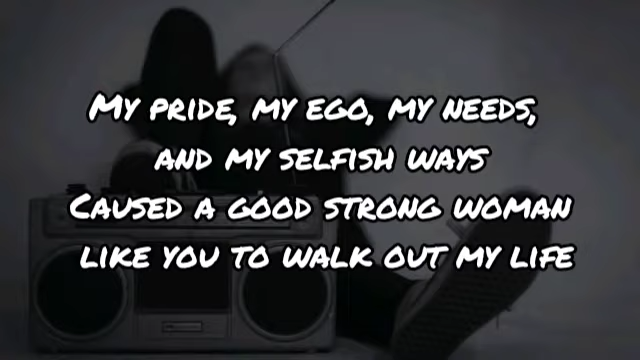 My pride, my ego, my needs,
and my selfish ways
Caused a good strong woman
like you to walk out my life